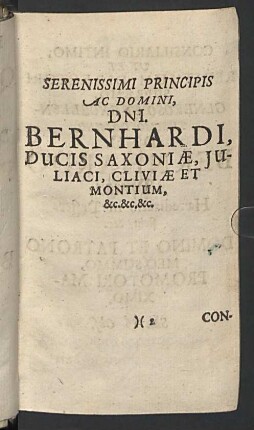 SERENISSIMI PRINCIPIS
AC DOMINI,
DNI.
BERNHARDI,
DUCIS SAXONIÆ, JU-
LIACI, CLIVIÆ ET
MONTIUM,
&c.&c,&c.
)( 2 CON-